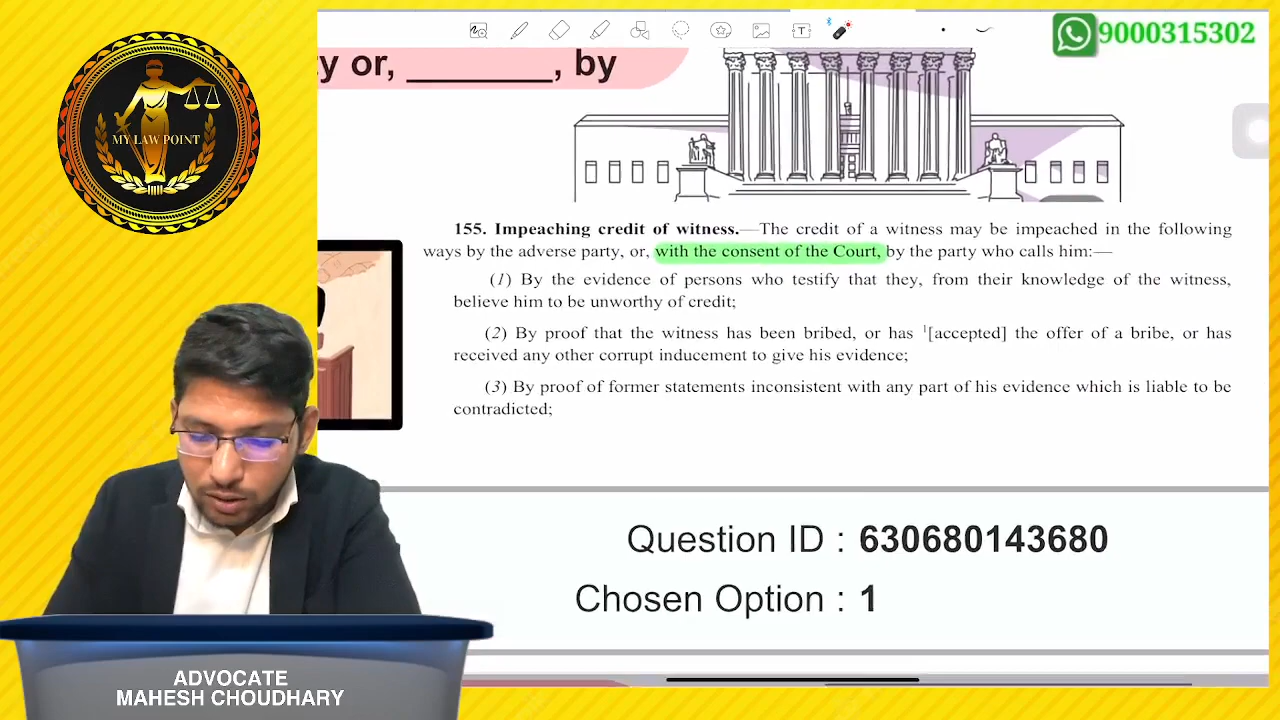 9000315302
MY LAW POINT
y or, ________, by
155. Impeaching credit of witness.—The credit of a witness may be impeached in the following
ways by the adverse party, or, with the consent of the Court, by the party who calls him:—
(1) By the evidence of persons who testify that they, from their knowledge of the witness,
believe him to be unworthy of credit;
(2) By proof that the witness has been bribed, or has 1[accepted] the offer of a bribe, or has
received any other corrupt inducement to give his evidence;
(3) By proof of former statements inconsistent with any part of his evidence which is liable to be
contradicted;
Question ID : 630680143680
Chosen Option : 1
ADVOCATE
MAHESH CHOUDHARY